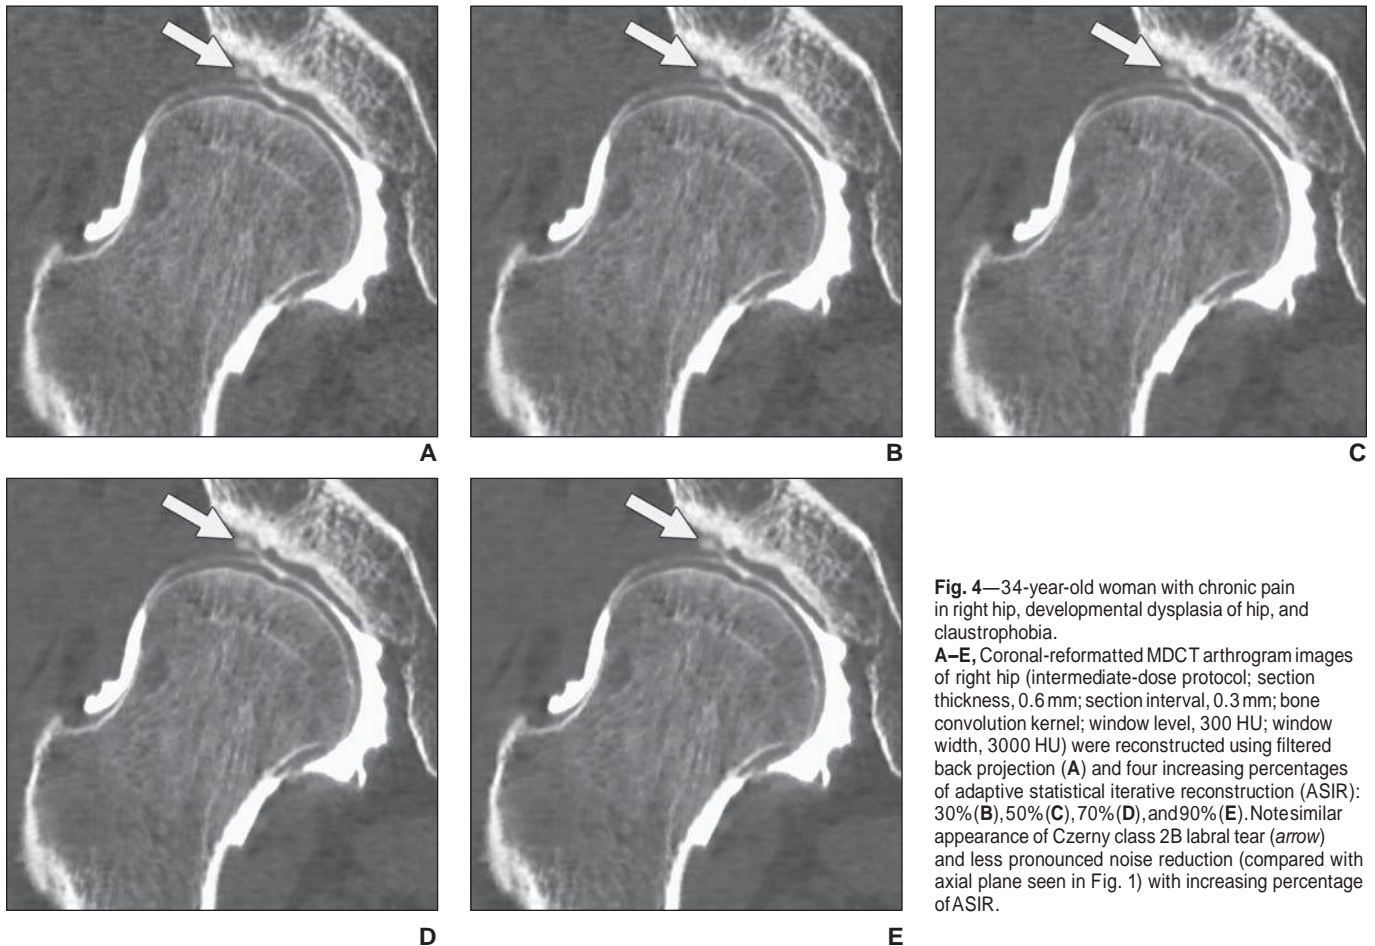 A
B
C
D
E
Fig. 4—34-year-old woman with chronic pain
in right hip, developmental dysplasia of hip, and
claustrophobia.
A–E, Coronal-reformatted MDCT arthrogram images
of right hip (intermediate-dose protocol; section
thickness, 0.6 mm; section interval, 0.3 mm; bone
convolution kernel; window level, 300 HU; window
width, 3000 HU) were reconstructed using filtered
back projection (A) and four increasing percentages
of adaptive statistical iterative reconstruction (ASIR):
30% (B), 50% (C), 70% (D), and 90% (E). Note similar
appearance of Czerny class 2B labral tear (arrow)
and less pronounced noise reduction (compared with
axial plane seen in Fig. 1) with increasing percentage
of ASIR.